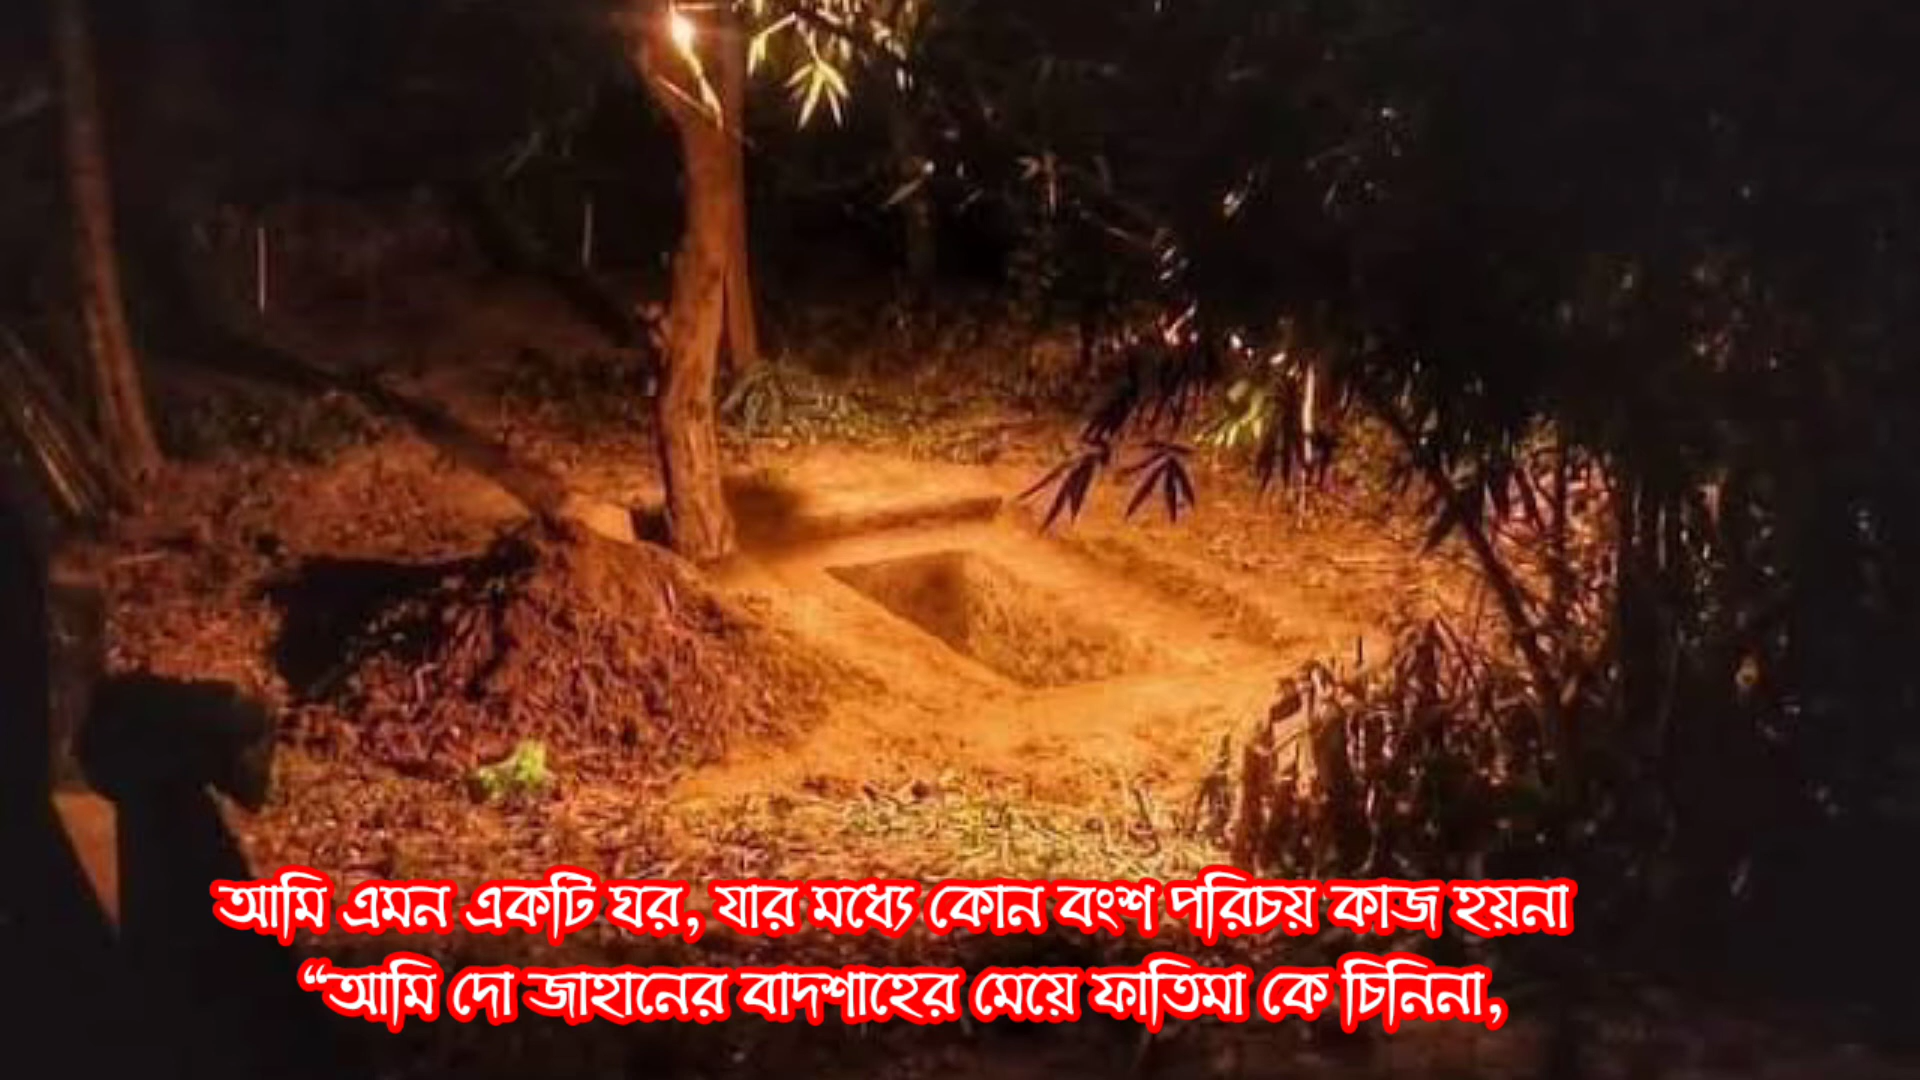 আমি এমন একটি ঘর, যার মধ্যে কোন বংশ পরিচয় কাজ হয়না
“আমি দো জাহানের বাদশাহের মেয়ে ফাতিমা কে চিনিনা,